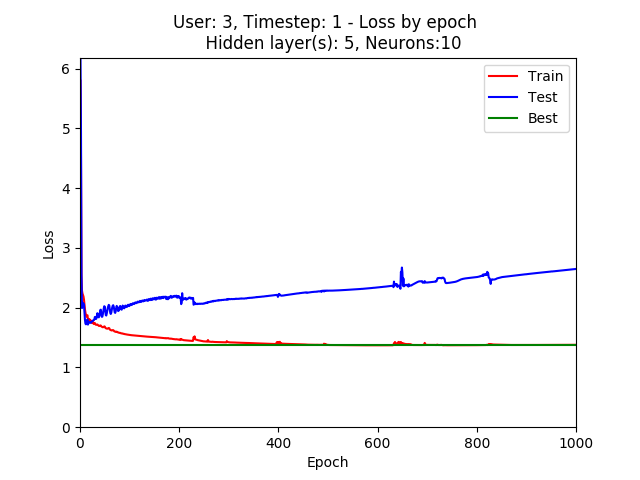 User: 3, Timestep: 1 - Loss by epoch
Hidden layer(s): 5, Neurons:10
Train
Test
Best
Loss
6
5
4
3
2
1
0
0 200 400 600 800 1000
Epoch